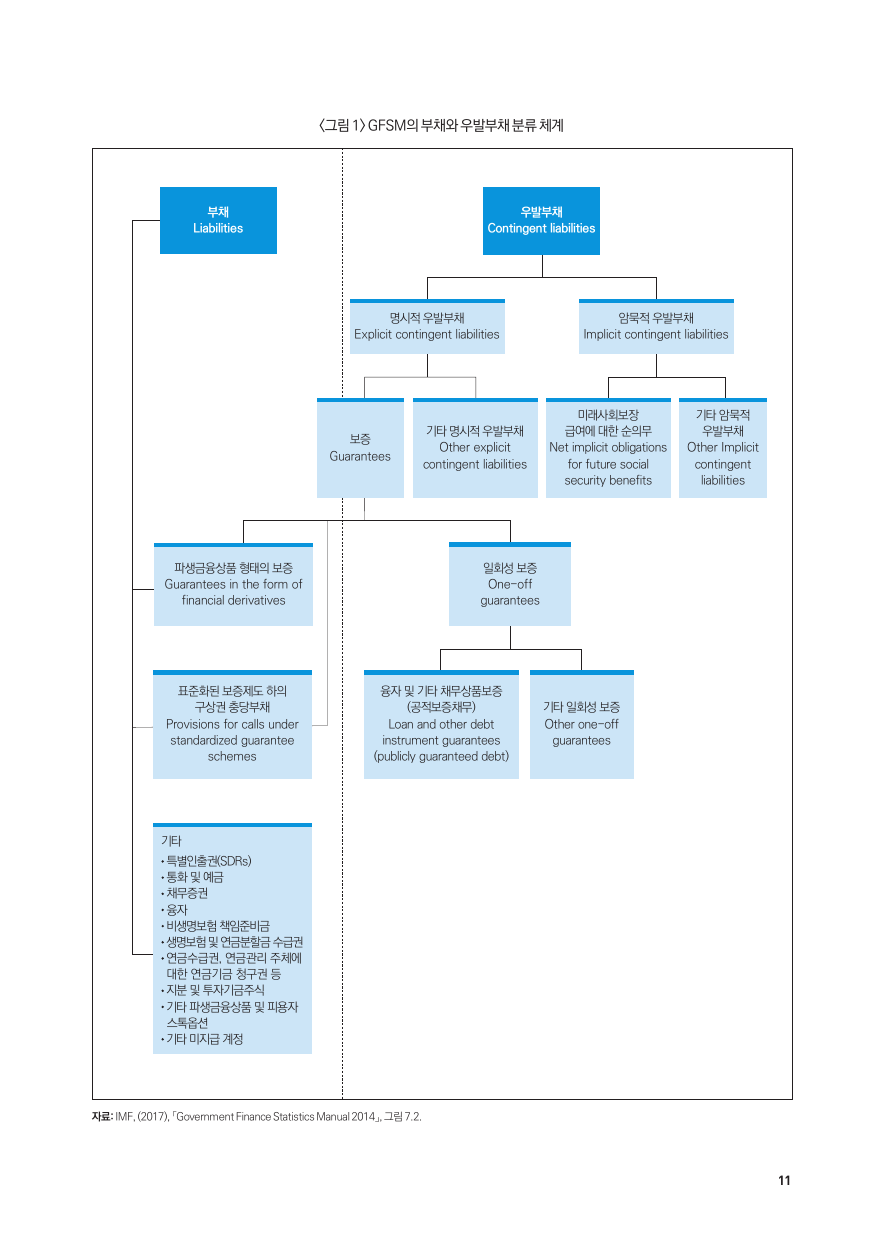 〈그림 1〉 GFSM의 부채와 우발부채 분류 체계
부채
Liabilities
우발부채
Contingent liabilities
명시적 우발부채
Explicit contingent liabilities
암묵적 우발부채
Implicit contingent liabilities
보증
Guarantees
기타 명시적 우발부채
Other explicit
contingent liabilities
미래사회보장
급여에 대한 순의무
Net implicit obligations
for future social
security benefits
기타 암묵적
우발부채
Other Implicit
contingent
liabilities
파생금융상품 형태의 보증
Guarantees in the form of
financial derivatives
일회성 보증
One-off
guarantees
표준화된 보증제도 하의
구상권 충당부채
Provisions for calls under
standardized guarantee
schemes
융자 및 기타 채무상품보증
(공적보증채무)
Loan and other debt
instrument guarantees
(publicly guaranteed debt)
기타 일회성 보증
Other one-off
guarantees
기타
• 특별인출권(SDRs)
• 통화 및 예금
• 채무증권
• 융자
• 비생명보험 책임준비금
• 생명보험 및 연금분할금 수급권
• 연금수급권, 연금관리 주체에
대한 연금기금 청구권 등
• 지분 및 투자기금주식
• 기타 파생금융상품 및 피용자
스톡옵션
• 기타 미지급 계정
자료: IMF, (2017), 「Government Finance Statistics Manual 2014」, 그림 7.2.
11